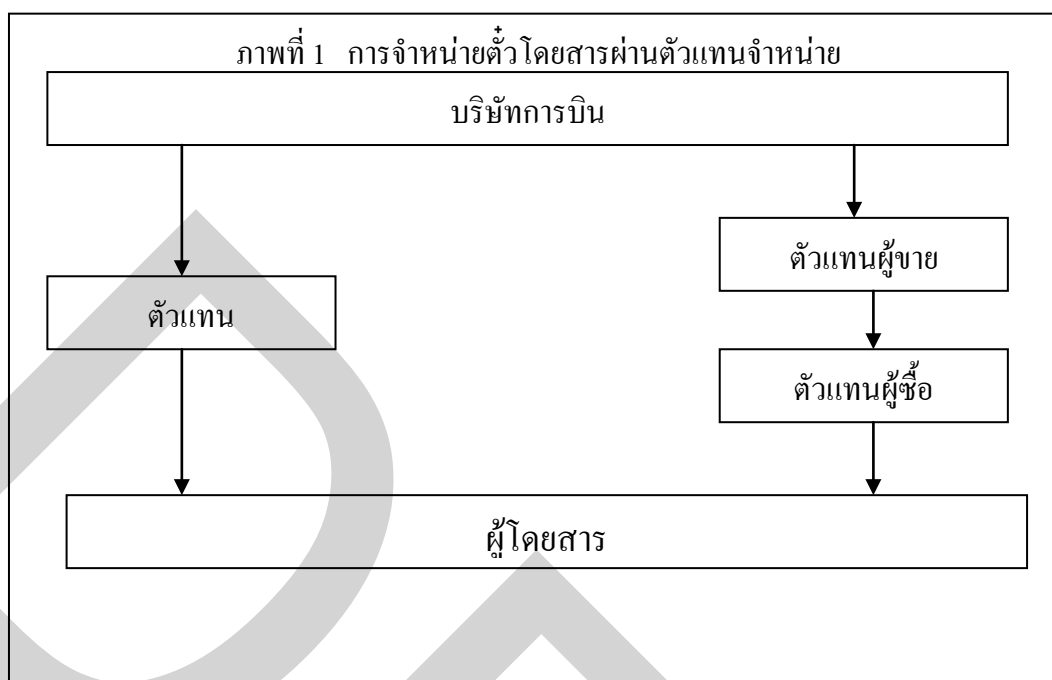 ภาพที่ 1 การจำหน่ายตั๋วโดยสารผ่านตัวแทนจำหน่าย
บริษัทการบิน
ตัวแทนผู้ขาย
ตัวแทน
ตัวแทนผู้ซื้อ
ผู้โดยสาร